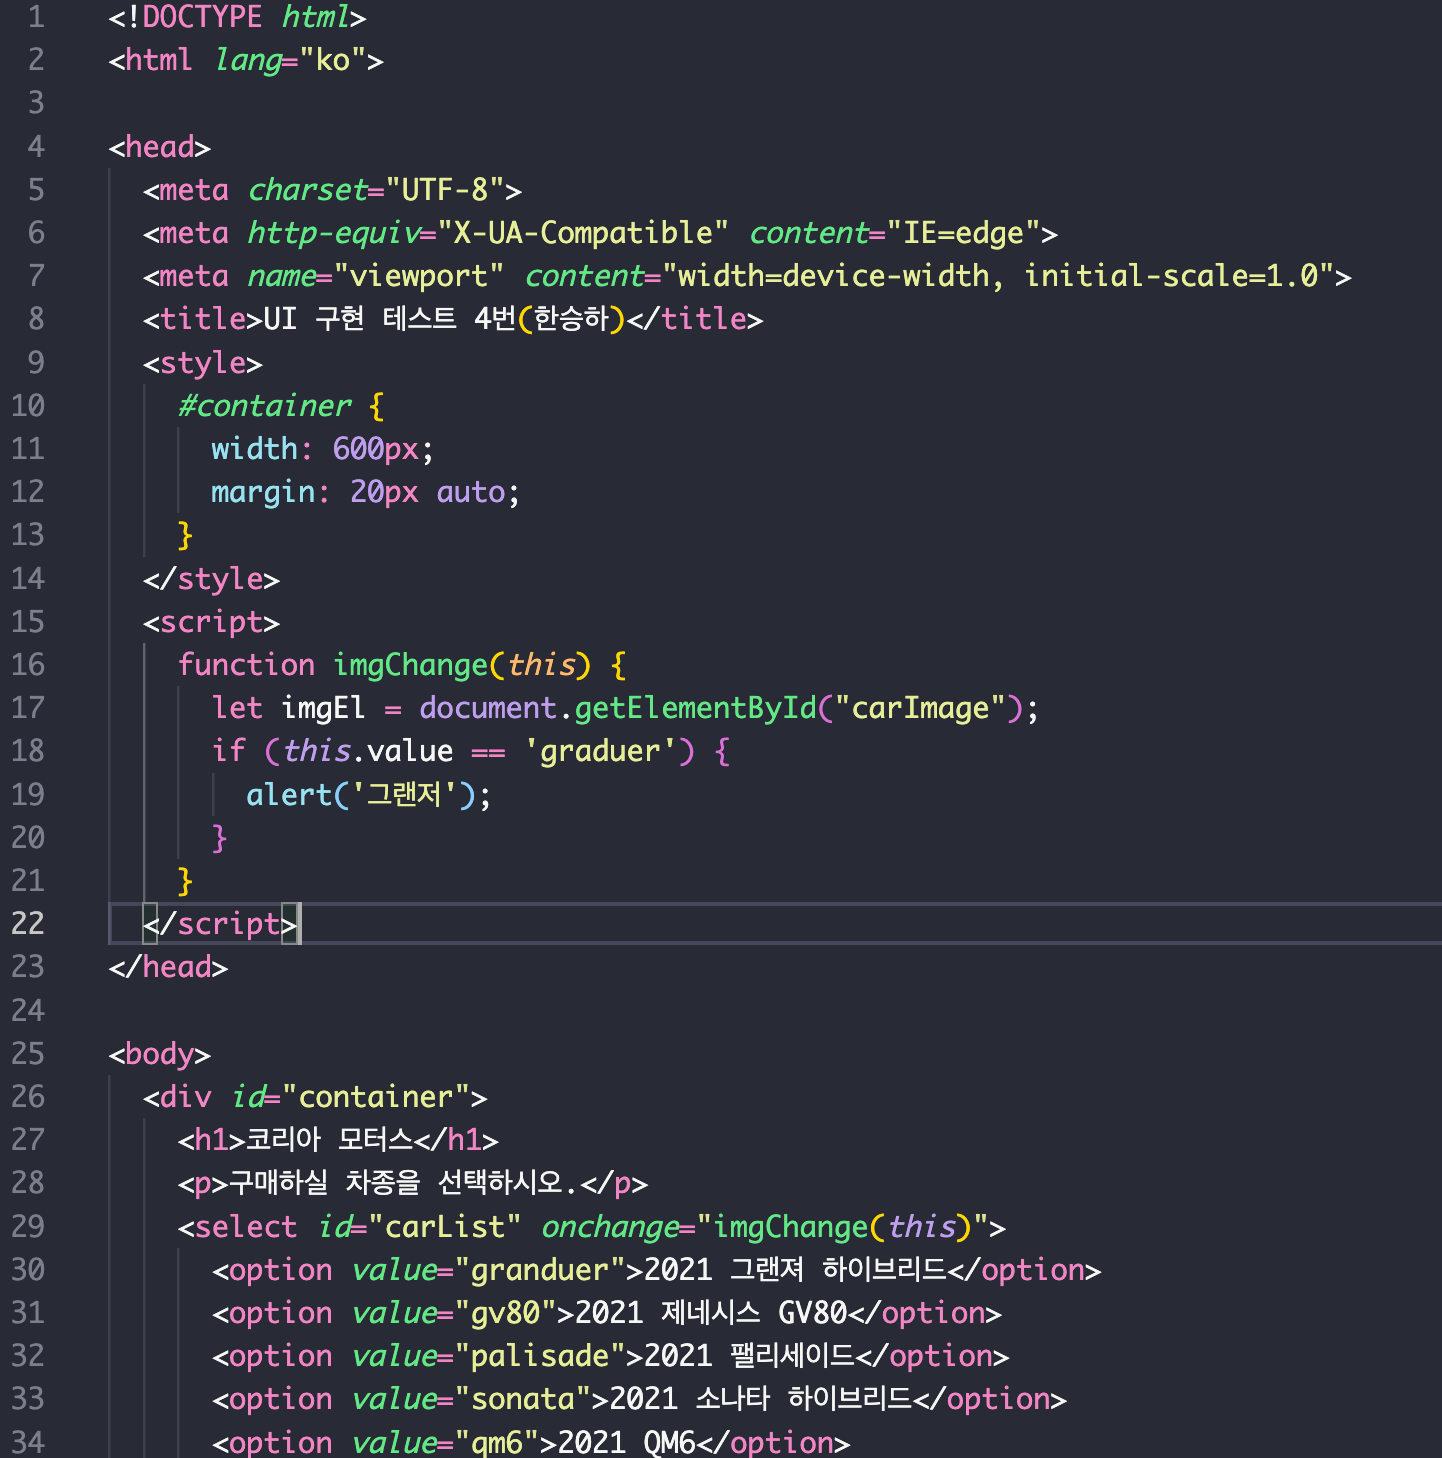 1 <!DOCTYPE html>
2 <html lang="ko">
3
4 <head>
5 <meta charset="UTF-8">
6 <meta http-equiv="X-UA-Compatible" content="IE=edge">
7 <meta name="viewport" content="width=device-width, initial-scale=1.0">
8 <title>UI 구현 테스트 4번(한승하)</title>
9 <style>
10 #container {
11 width: 600px;
12 margin: 20px auto;
13 }
14 </style>
15 <script>
16 function imgChange(this) {
17 let imgEl = document.getElementById("carImage");
18 if (this.value == 'graduer') {
19 alert('그랜저');
20 }
21 }
22 </script>
23 </head>
24
25 <body>
26 <div id="container">
27 <h1>코리아 모터스</h1>
28 <p>구매하실 차종을 선택하시오.</p>
29 <select id="carList" onchange="imgChange(this)">
30 <option value="granduer">2021 그랜져 하이브리드</option>
31 <option value="gv80">2021 제네시스 GV80</option>
32 <option value="palisade">2021 팰리세이드</option>
33 <option value="sonata">2021 소나타 하이브리드</option>
34 <option value="qm6">2021 QM6</option>